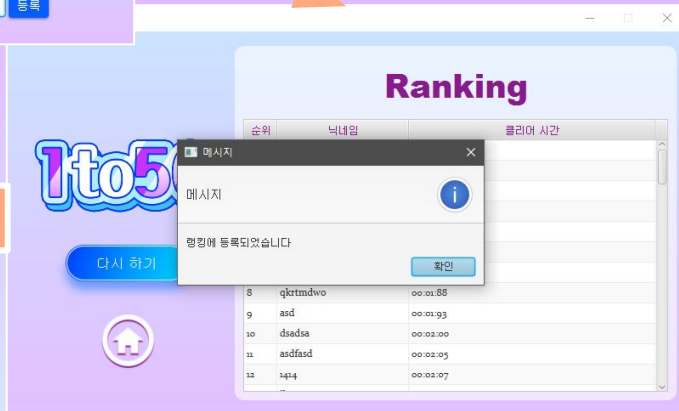 등록
Ranking
순위 닉네임 클리어 시간
1to5
메시지
메시지
랭킹에 등록되었습니다
확인
다시 하기
8 qkrtmdwo 00:01:88
9 asd 00:01:93
10 dsadsa 00:02:00
11 asdfasd 00:02:05
12 1414 00:02:07